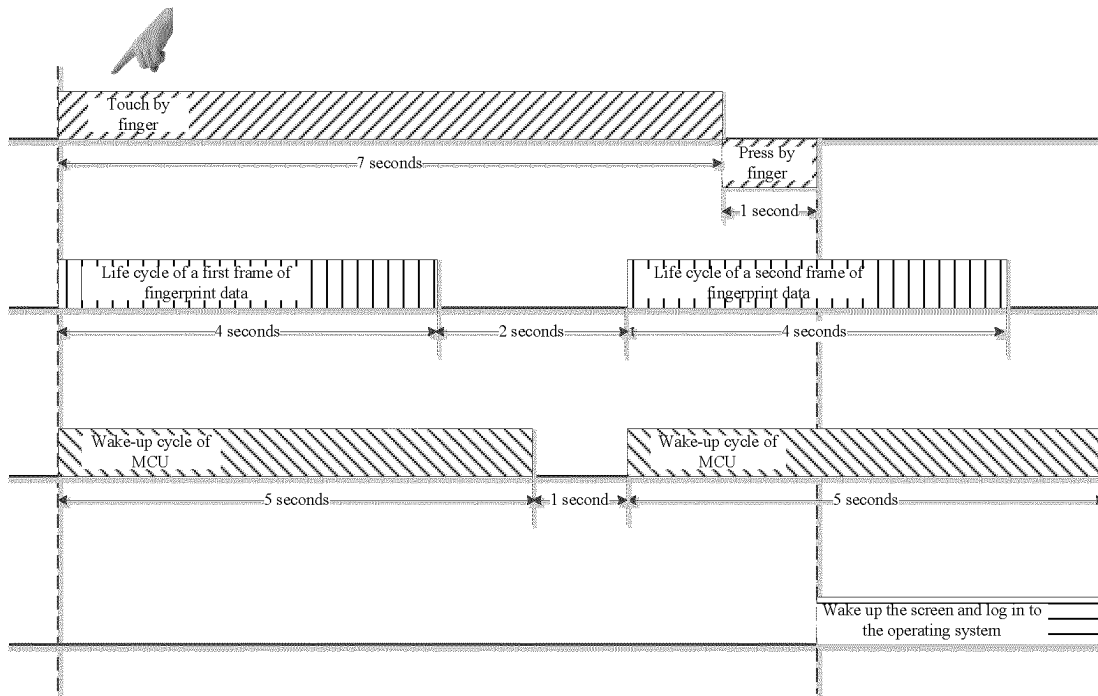 Touch by
finger
7 seconds
Press by
finger
1 second
Life cycle of a first frame of
fingerprint data
Life cycle of a second frame of
fingerprint data
4 seconds
2 seconds
4 seconds
Wake-up cycle of
MCU
Wake-up cycle of
MCU
5 seconds
1 second
5 seconds
Wake up the screen and log in to
the operating system